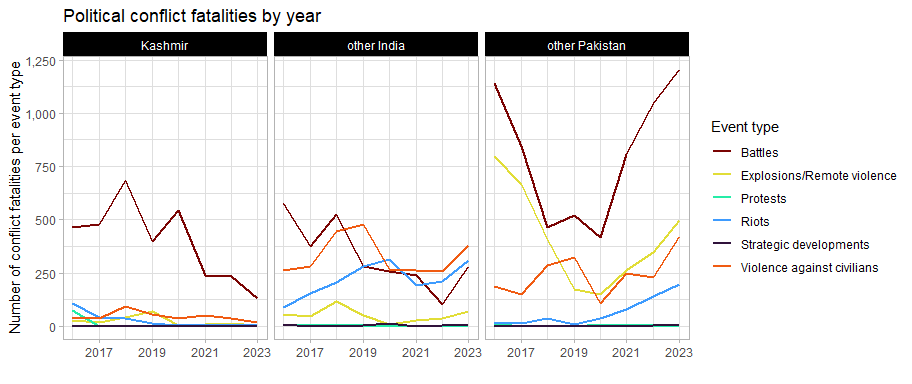 Political conflict fatalities by year
Kashmir
other India
other Pakistan
Number of conflict fatalities per event type
1,250
1,000
750
500
250
0
2017 2019 2021 2023
2017 2019 2021 2023
2017 2019 2021 2023
Event type
Battles
Explosions/Remote violence
Protests
Riots
Strategic developments
Violence against civilians